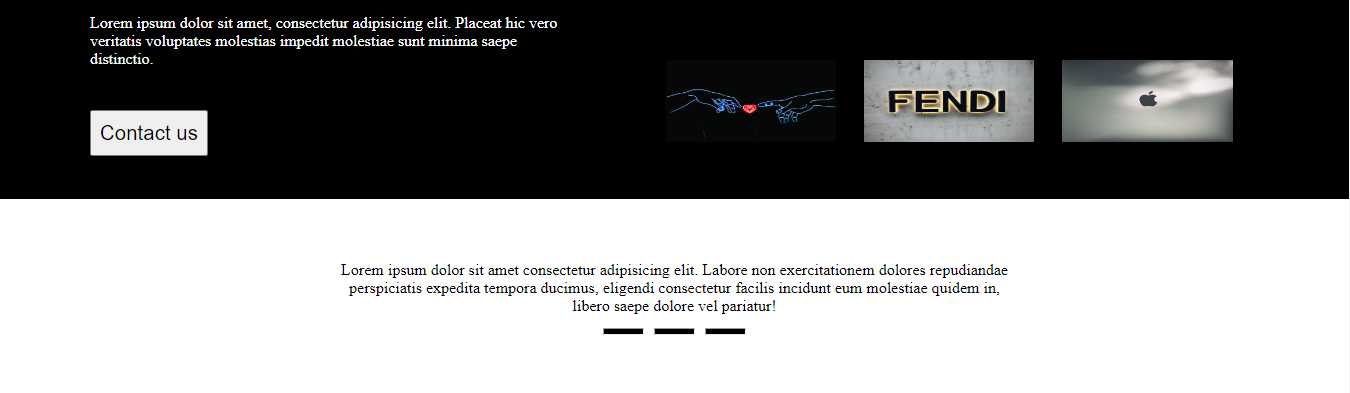 Lorem ipsum dolor sit amet, consectetur adipisicing elit. Placeat hic vero
veritatis voluptates molestias impedit molestiae sunt minima saepe
distinctio.
Contact us
FENDI
Lorem ipsum dolor sit amet consectetur adipisicing elit. Labore non exercitationem dolores repudiandae
perspiciatis expedita tempora ducimus, eligendi consectetur facilis incidunt eum molestiae quidem in,
libero saepe dolore vel pariatur!